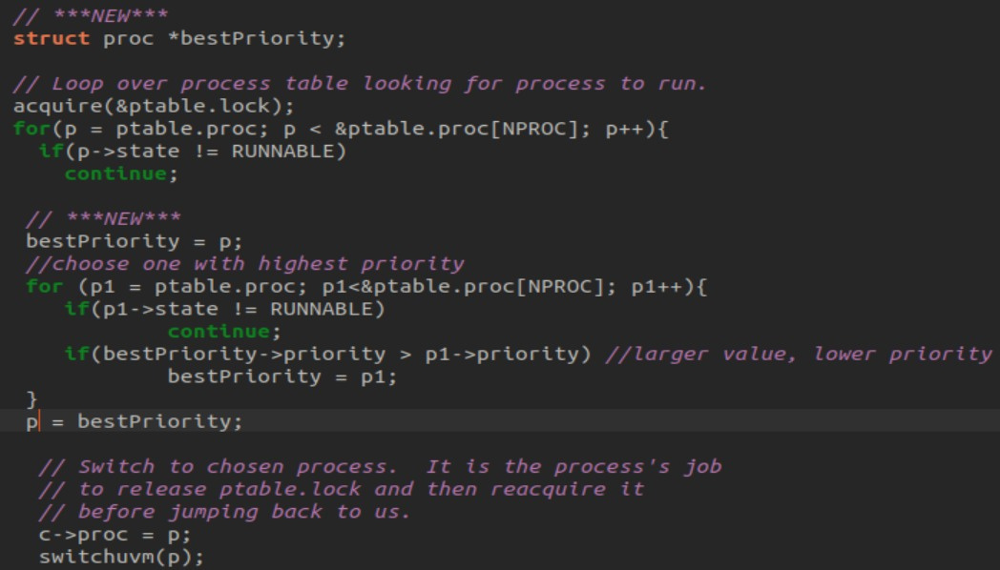 // ***NEW***
struct proc *bestPriority;
// Loop over process table looking for process to run.
acquire(&ptable.lock);
for(p = ptable.proc; p < &ptable.proc[NPROC]; p++){
if(p->state != RUNNABLE)
continue;
// ***NEW***
bestPriority = p;
//choose one with highest priority
for (p1 = ptable.proc; p1<&ptable.proc[NPROC]; p1++){
if(p1->state != RUNNABLE)
continue;
if(bestPriority->priority > p1->priority) //larger value, lower priority
bestPriority = p1;
}
p = bestPriority;
// Switch to chosen process.  It is the process's job
// to release ptable.lock and then reacquire it
// before jumping back to us.
c->proc = p;
switchuvm(p);